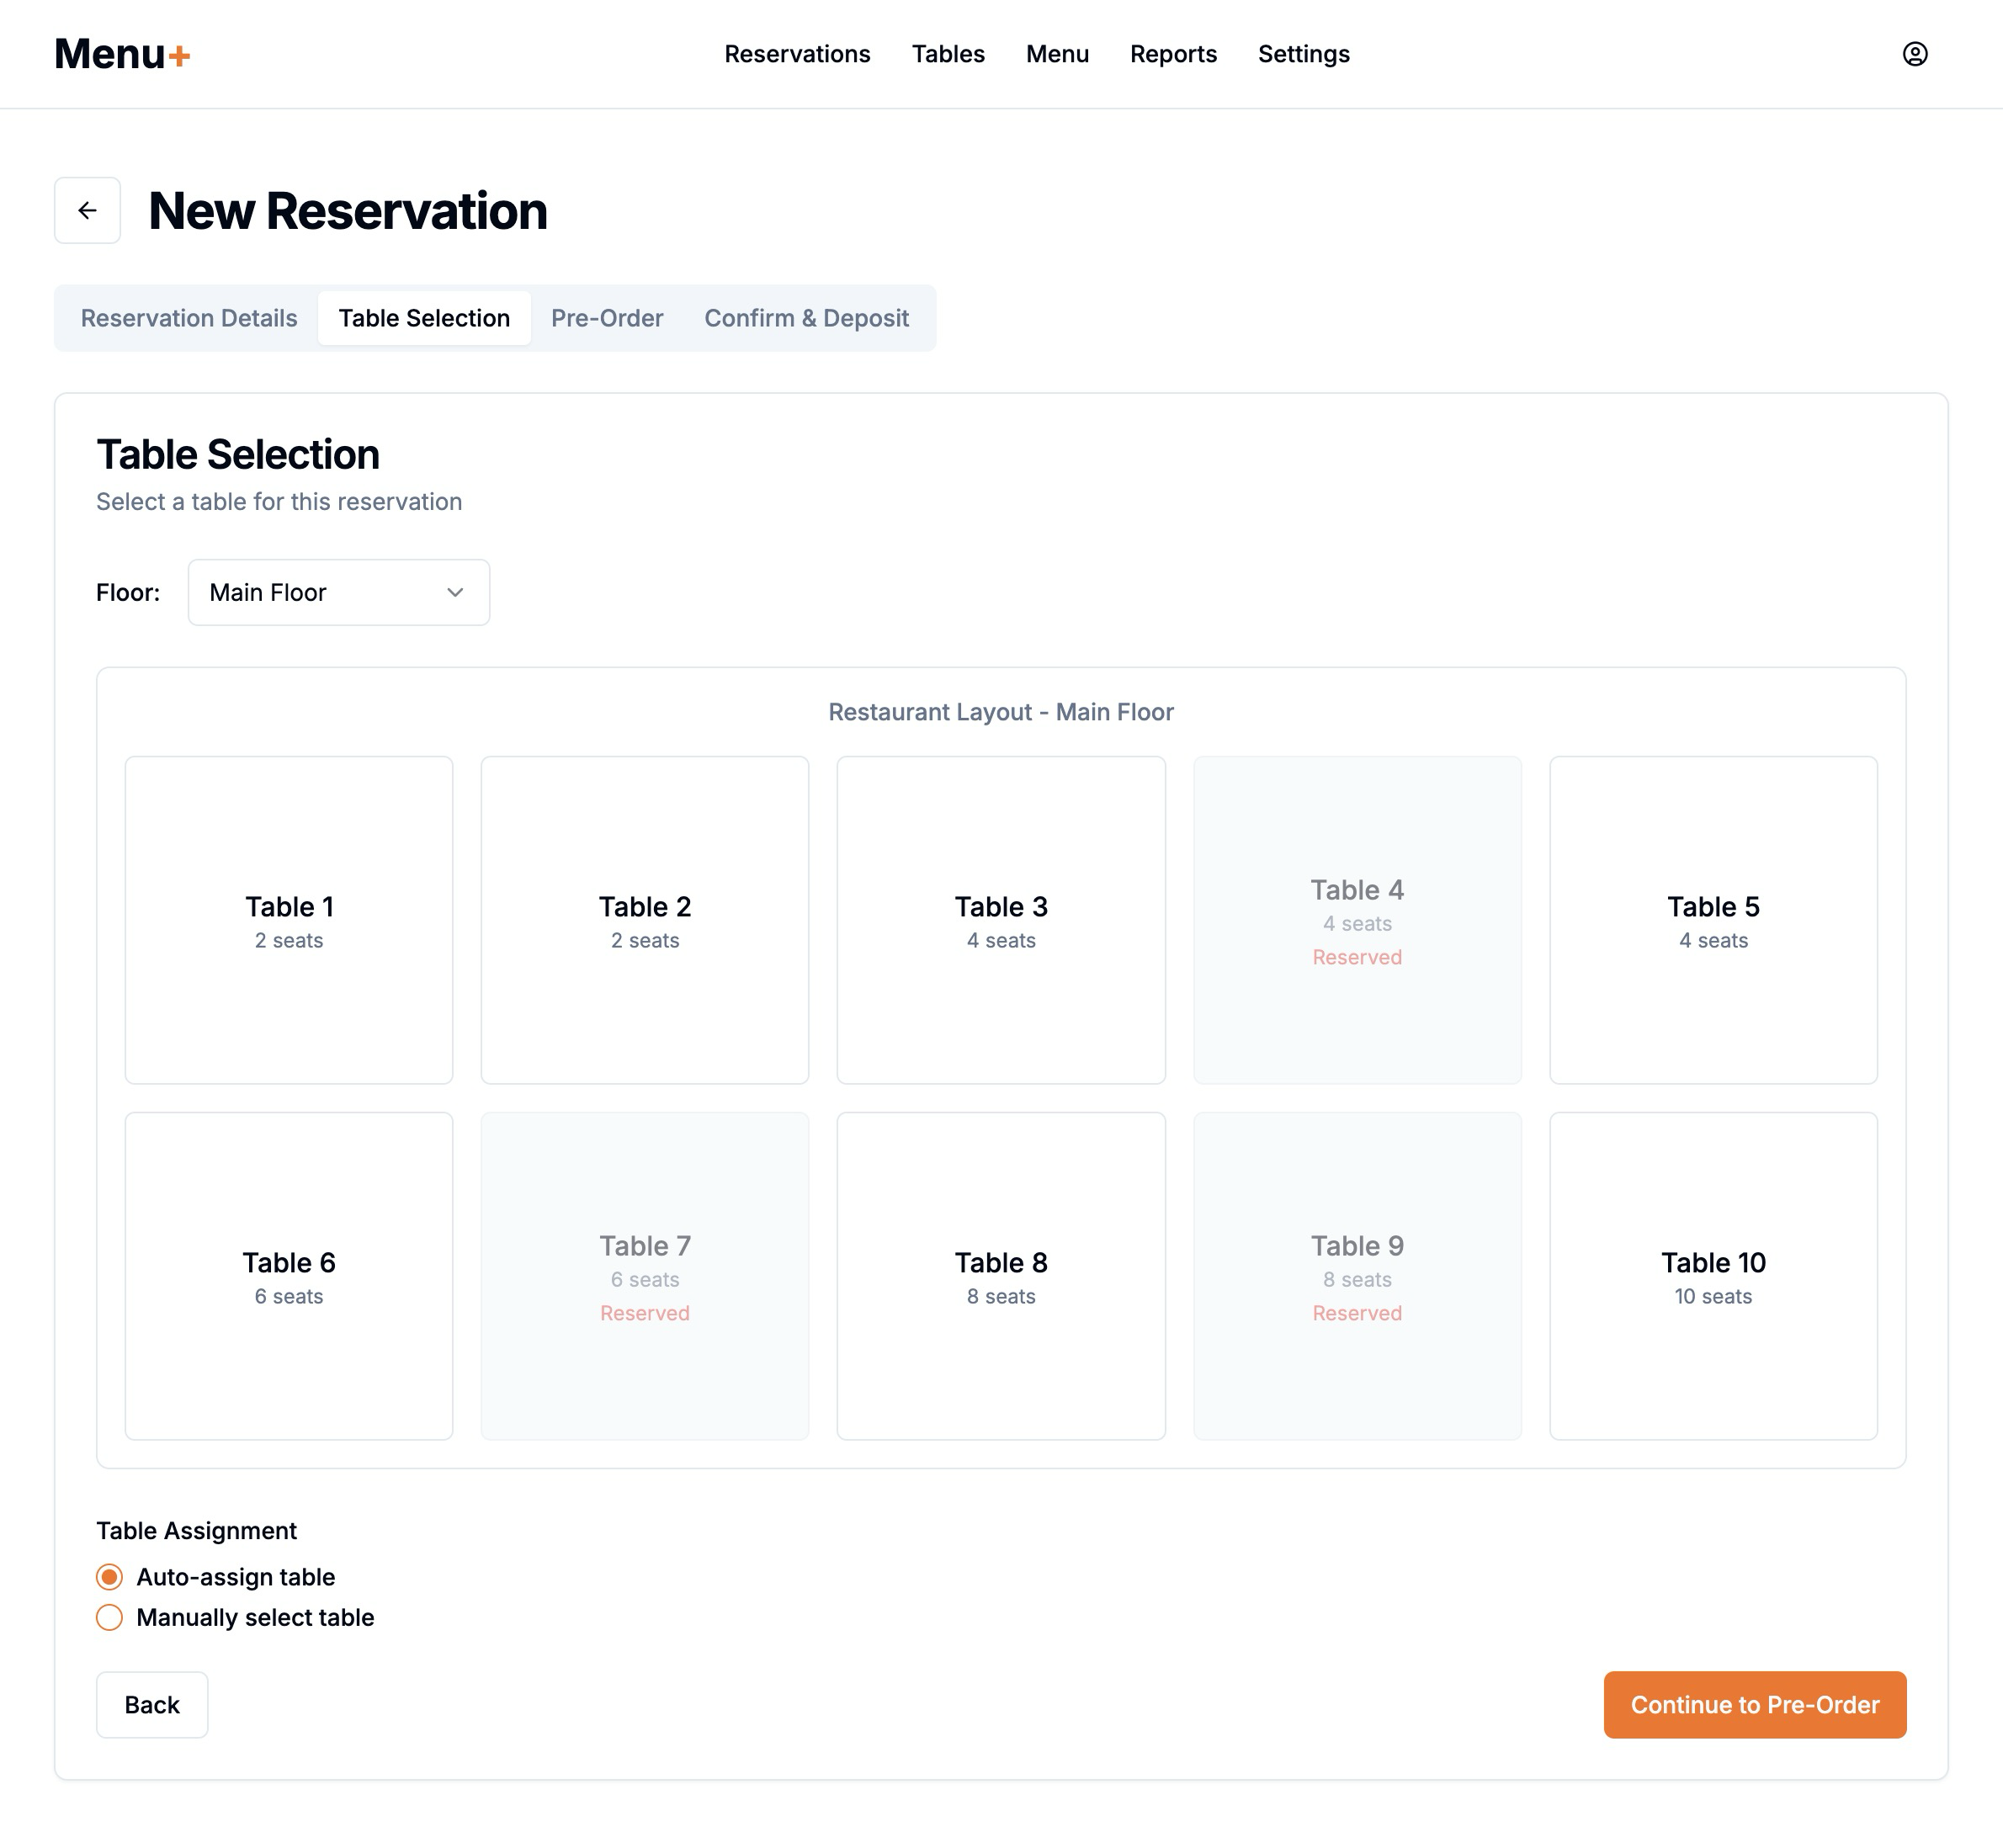 Menu+
Reservations
Tables
Menu
Reports
Settings
New Reservation
Reservation Details
Table Selection
Pre-Order
Confirm & Deposit
Table Selection
Select a table for this reservation
Floor:
Main Floor
Restaurant Layout - Main Floor
Table 1
2 seats
Table 2
2 seats
Table 3
4 seats
Table 4
4 seats
Reserved
Table 5
4 seats
Table 6
6 seats
Table 7
6 seats
Reserved
Table 8
8 seats
Table 9
8 seats
Reserved
Table 10
10 seats
Table Assignment
Auto-assign table
Manually select table
Back
Continue to Pre-Order